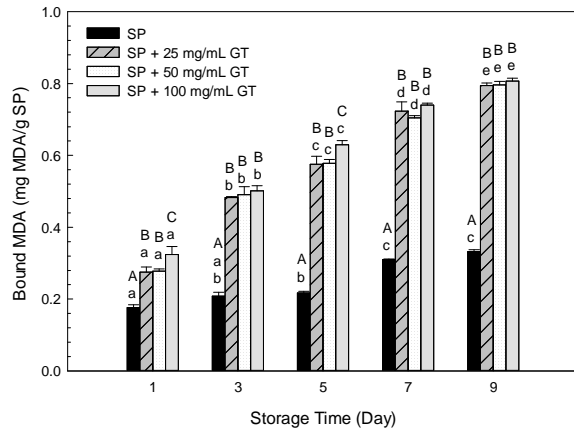 SP
SP + 25 mg/mL GT
SP + 50 mg/mL GT
SP + 100 mg/mL GT
Bound MDA (mg MDA/g SP)
1.0
0.8
0.6
0.4
0.2
0.0
A
a
B
a
B
a
C
a
A
a
b
B
b
B
b
B
b
A
b
B
c
B
c
C
c
A
c
B
d
B
d
B
d
A
c
B
e
B
e
B
e
1 3 5 7 9
Storage Time (Day)